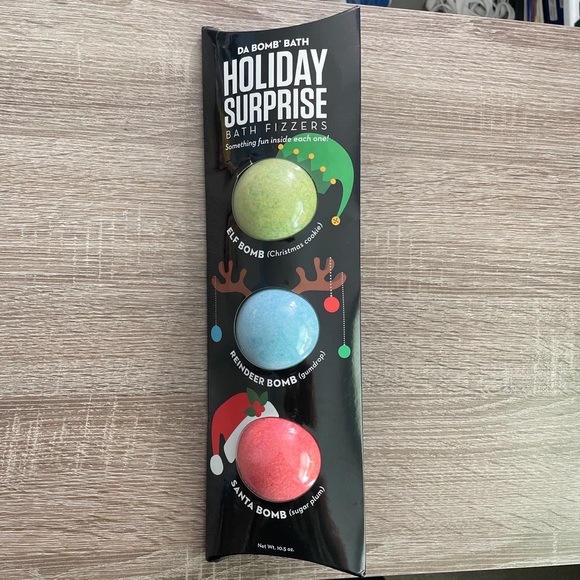 DA BOMB® BATH
HOLIDAY
SURPRISE
BATH FIZZERS
Something fun inside each one!
ELF BOMB (Christmas cookie)
REINDEER BOMB (gumdrop)
SANTA BOMB (sugar plum)
Net Wt. 10.5 oz.